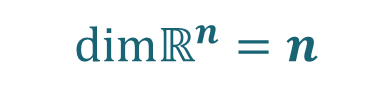 dimℝⁿ = n